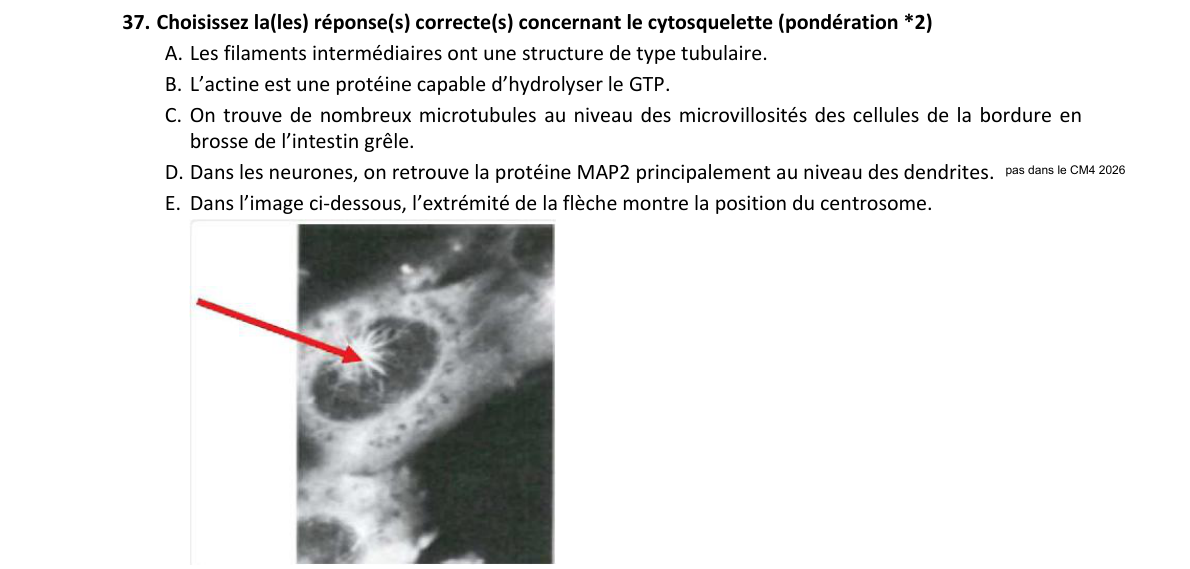 37. Choisissez la(les) réponse(s) correcte(s) concernant le cytosquelette (pondération *2)
A. Les filaments intermédiaires ont une structure de type tubulaire.
B. L’actine est une protéine capable d’hydrolyser le GTP.
C. On trouve de nombreux microtubules au niveau des microvillosités des cellules de la bordure en
brosse de l’intestin grêle.
D. Dans les neurones, on retrouve la protéine MAP2 principalement au niveau des dendrites. pas dans le CM4 2026
E. Dans l’image ci-dessous, l’extrémité de la flèche montre la position du centrosome.